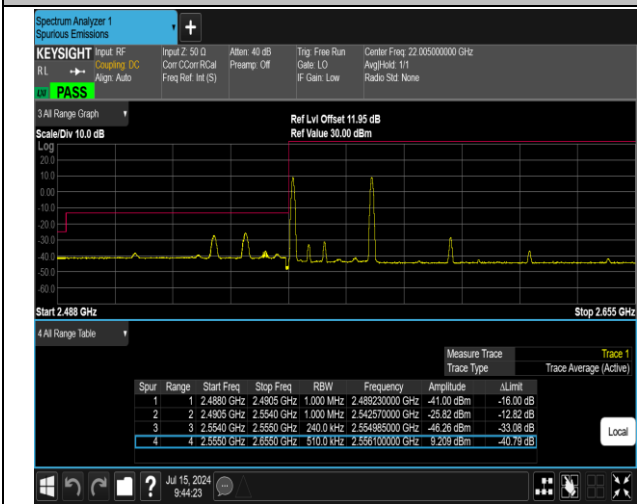 Spectrum Analyzer 1
Spurious Emissions
KEYSIGHT Input: RF Input Z: 50 Ω Atten: 40 dB Trig: Free Run Center Freq: 22.005000000 GHz
RL Coupling: DC Corr CCorr RCal Preamp: Off Gate: LO Avg|Hold: 1/1
Align: Auto Freq Ref: Int (S) IF Gain: Low Radio Std: None
PASS
3 All Range Graph
Ref Lvl Offset 11.95 dB
Scale/Div 10.0 dB Ref Value 30.00 dBm
Log
20.0
10.0
0.00
-10.0
-20.0
-30.0
-40.0
-50.0
-60.0
Start 2.488 GHz Stop 2.655 GHz
4 All Range Table
Measure Trace Trace 1
Trace Type Trace Average (Active)
Spur Range Start Freq Stop Freq RBW Frequency Amplitude ΔLimit
1 1 2.4880 GHz 2.4905 GHz 1.000 MHz 2.489230000 GHz -41.00 dBm -16.00 dB
2 2 2.4905 GHz 2.5540 GHz 1.000 MHz 2.542570000 GHz -25.82 dBm -12.82 dB
3 3 2.5540 GHz 2.5550 GHz 240.0 kHz 2.554985000 GHz -46.26 dBm -33.08 dB
4 4 2.5550 GHz 2.6550 GHz 510.0 kHz 2.556100000 GHz 9.209 dBm -40.79 dB
Local
? Jul 15, 2024
9:44:23